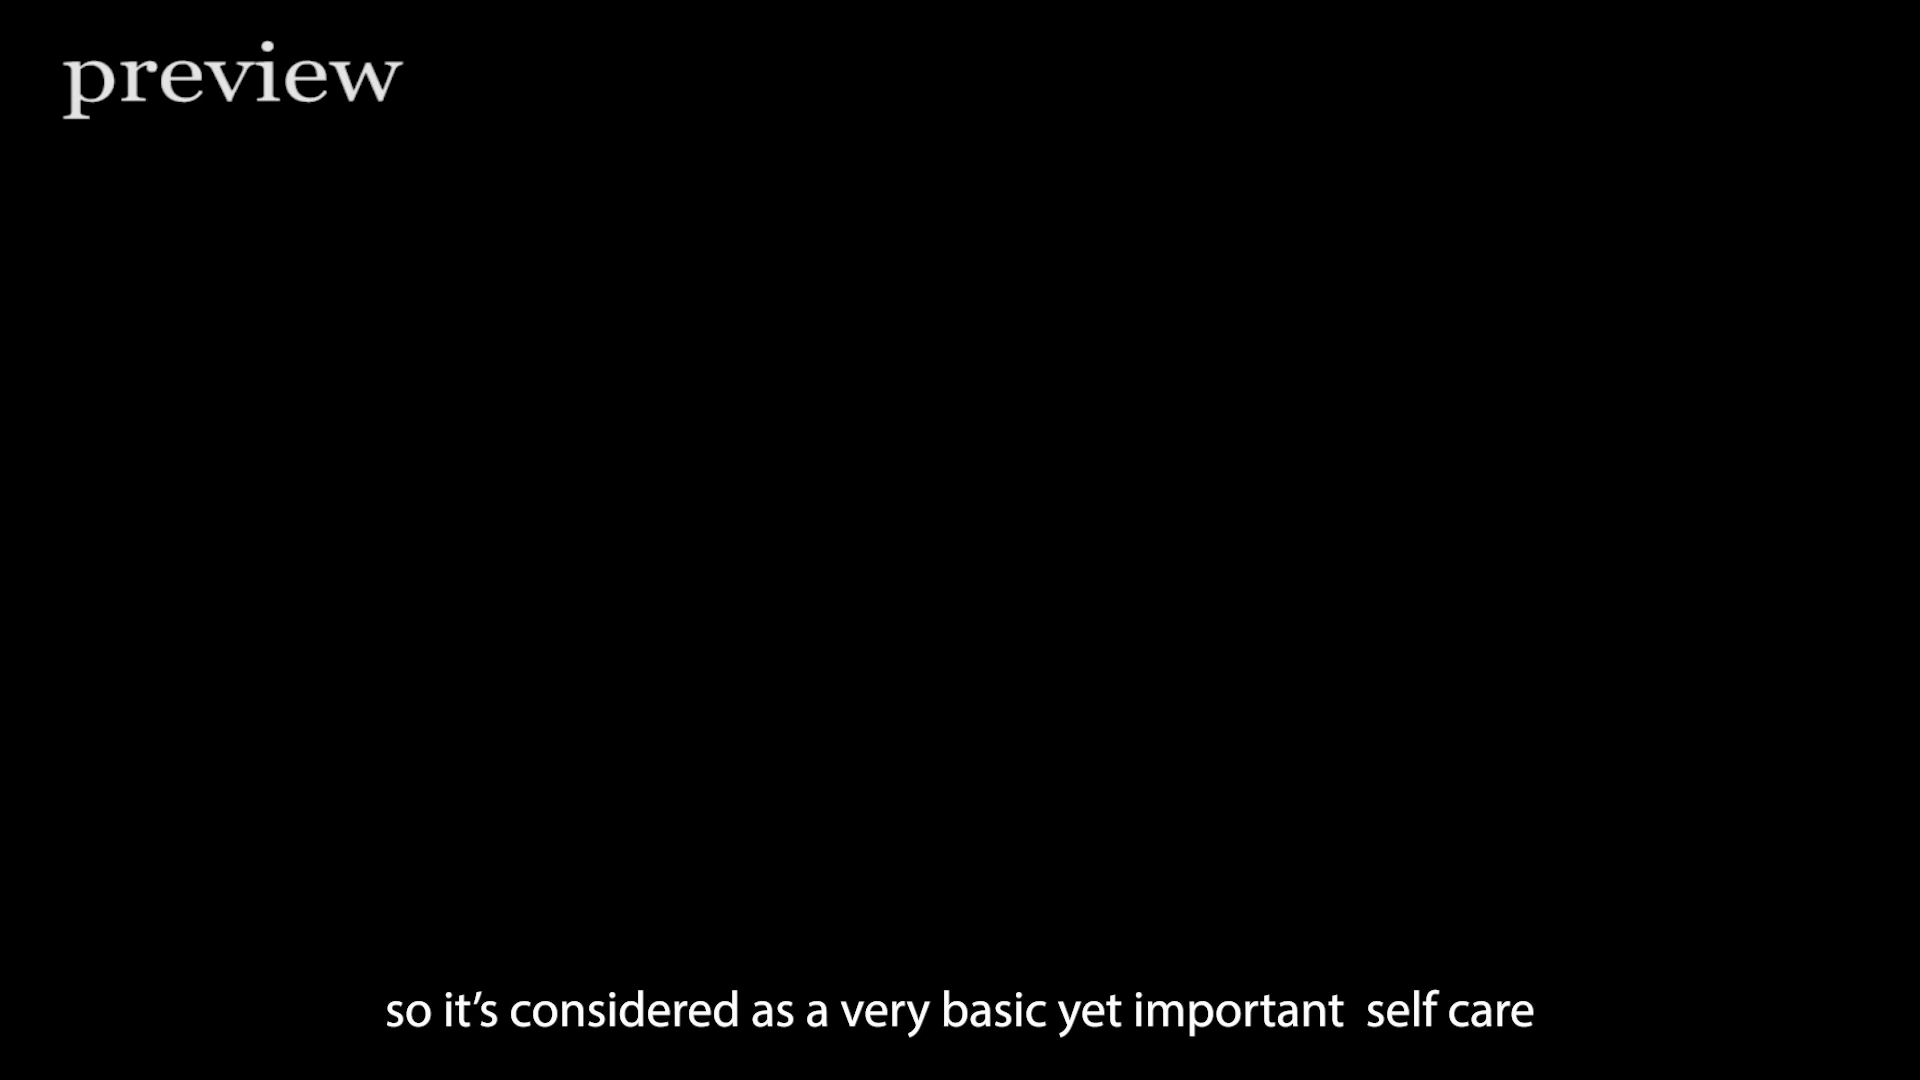 preview
so it’s considered as a very basic yet important  self care